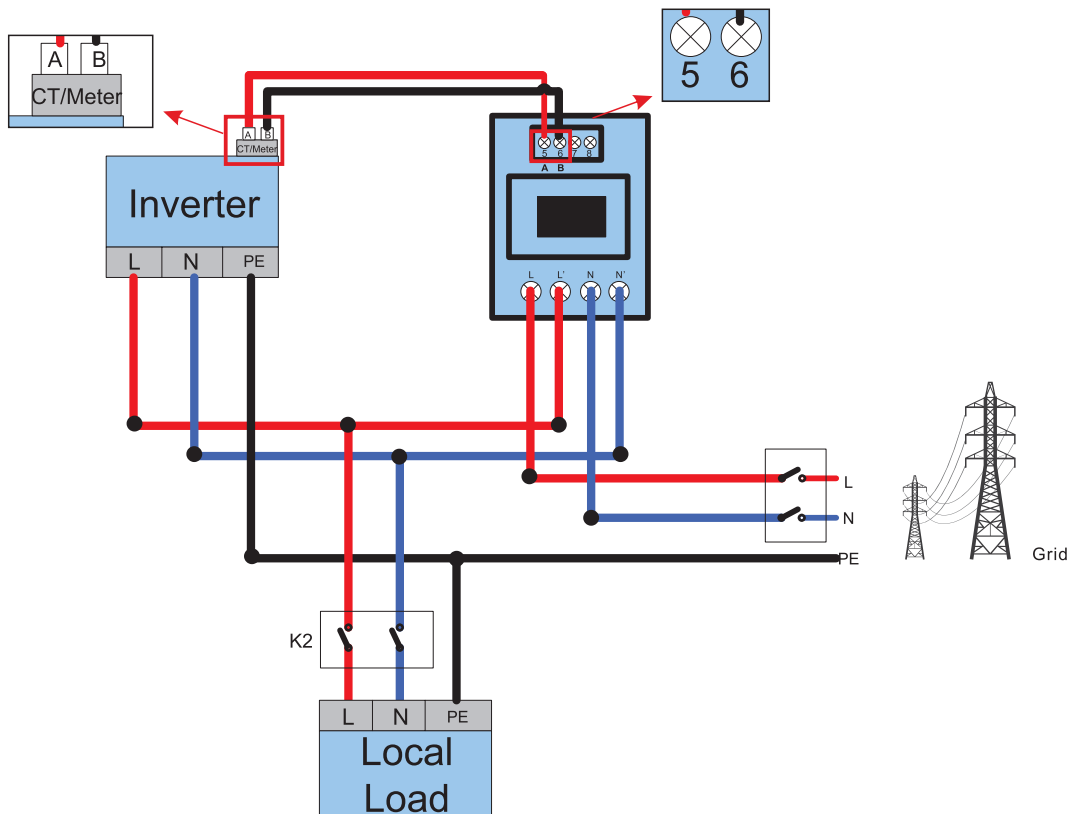 A B
CT/Meter
5 6
A B
CT/Meter
5 6 7 8
A B
Inverter
L N PE
L L' N N'
L
N
PE
Grid
K2
L N PE
Local
Load